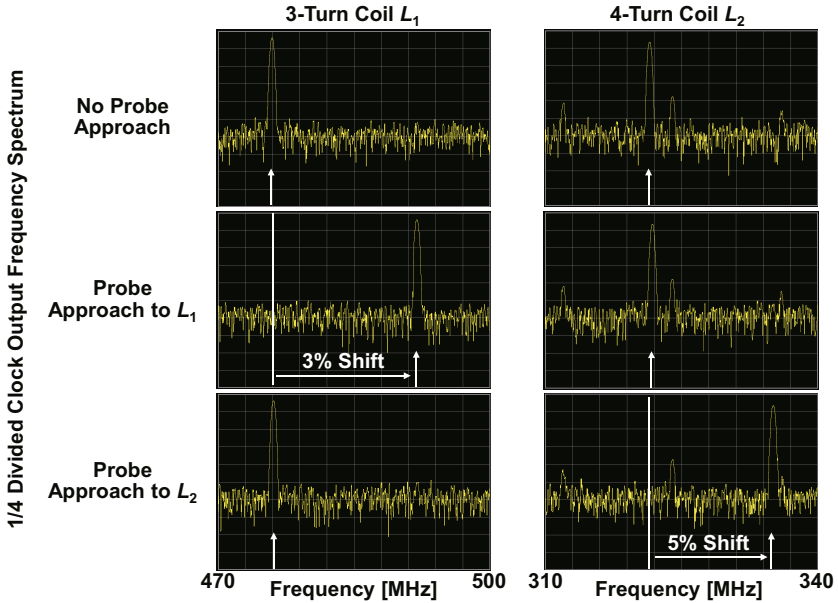 3-Turn Coil L1
4-Turn Coil L2
1/4 Divided Clock Output Frequency Spectrum
No Probe
Approach
Probe
Approach to L1
3% Shift
Probe
Approach to L2
5% Shift
470
Frequency [MHz]
500
310
Frequency [MHz]
340